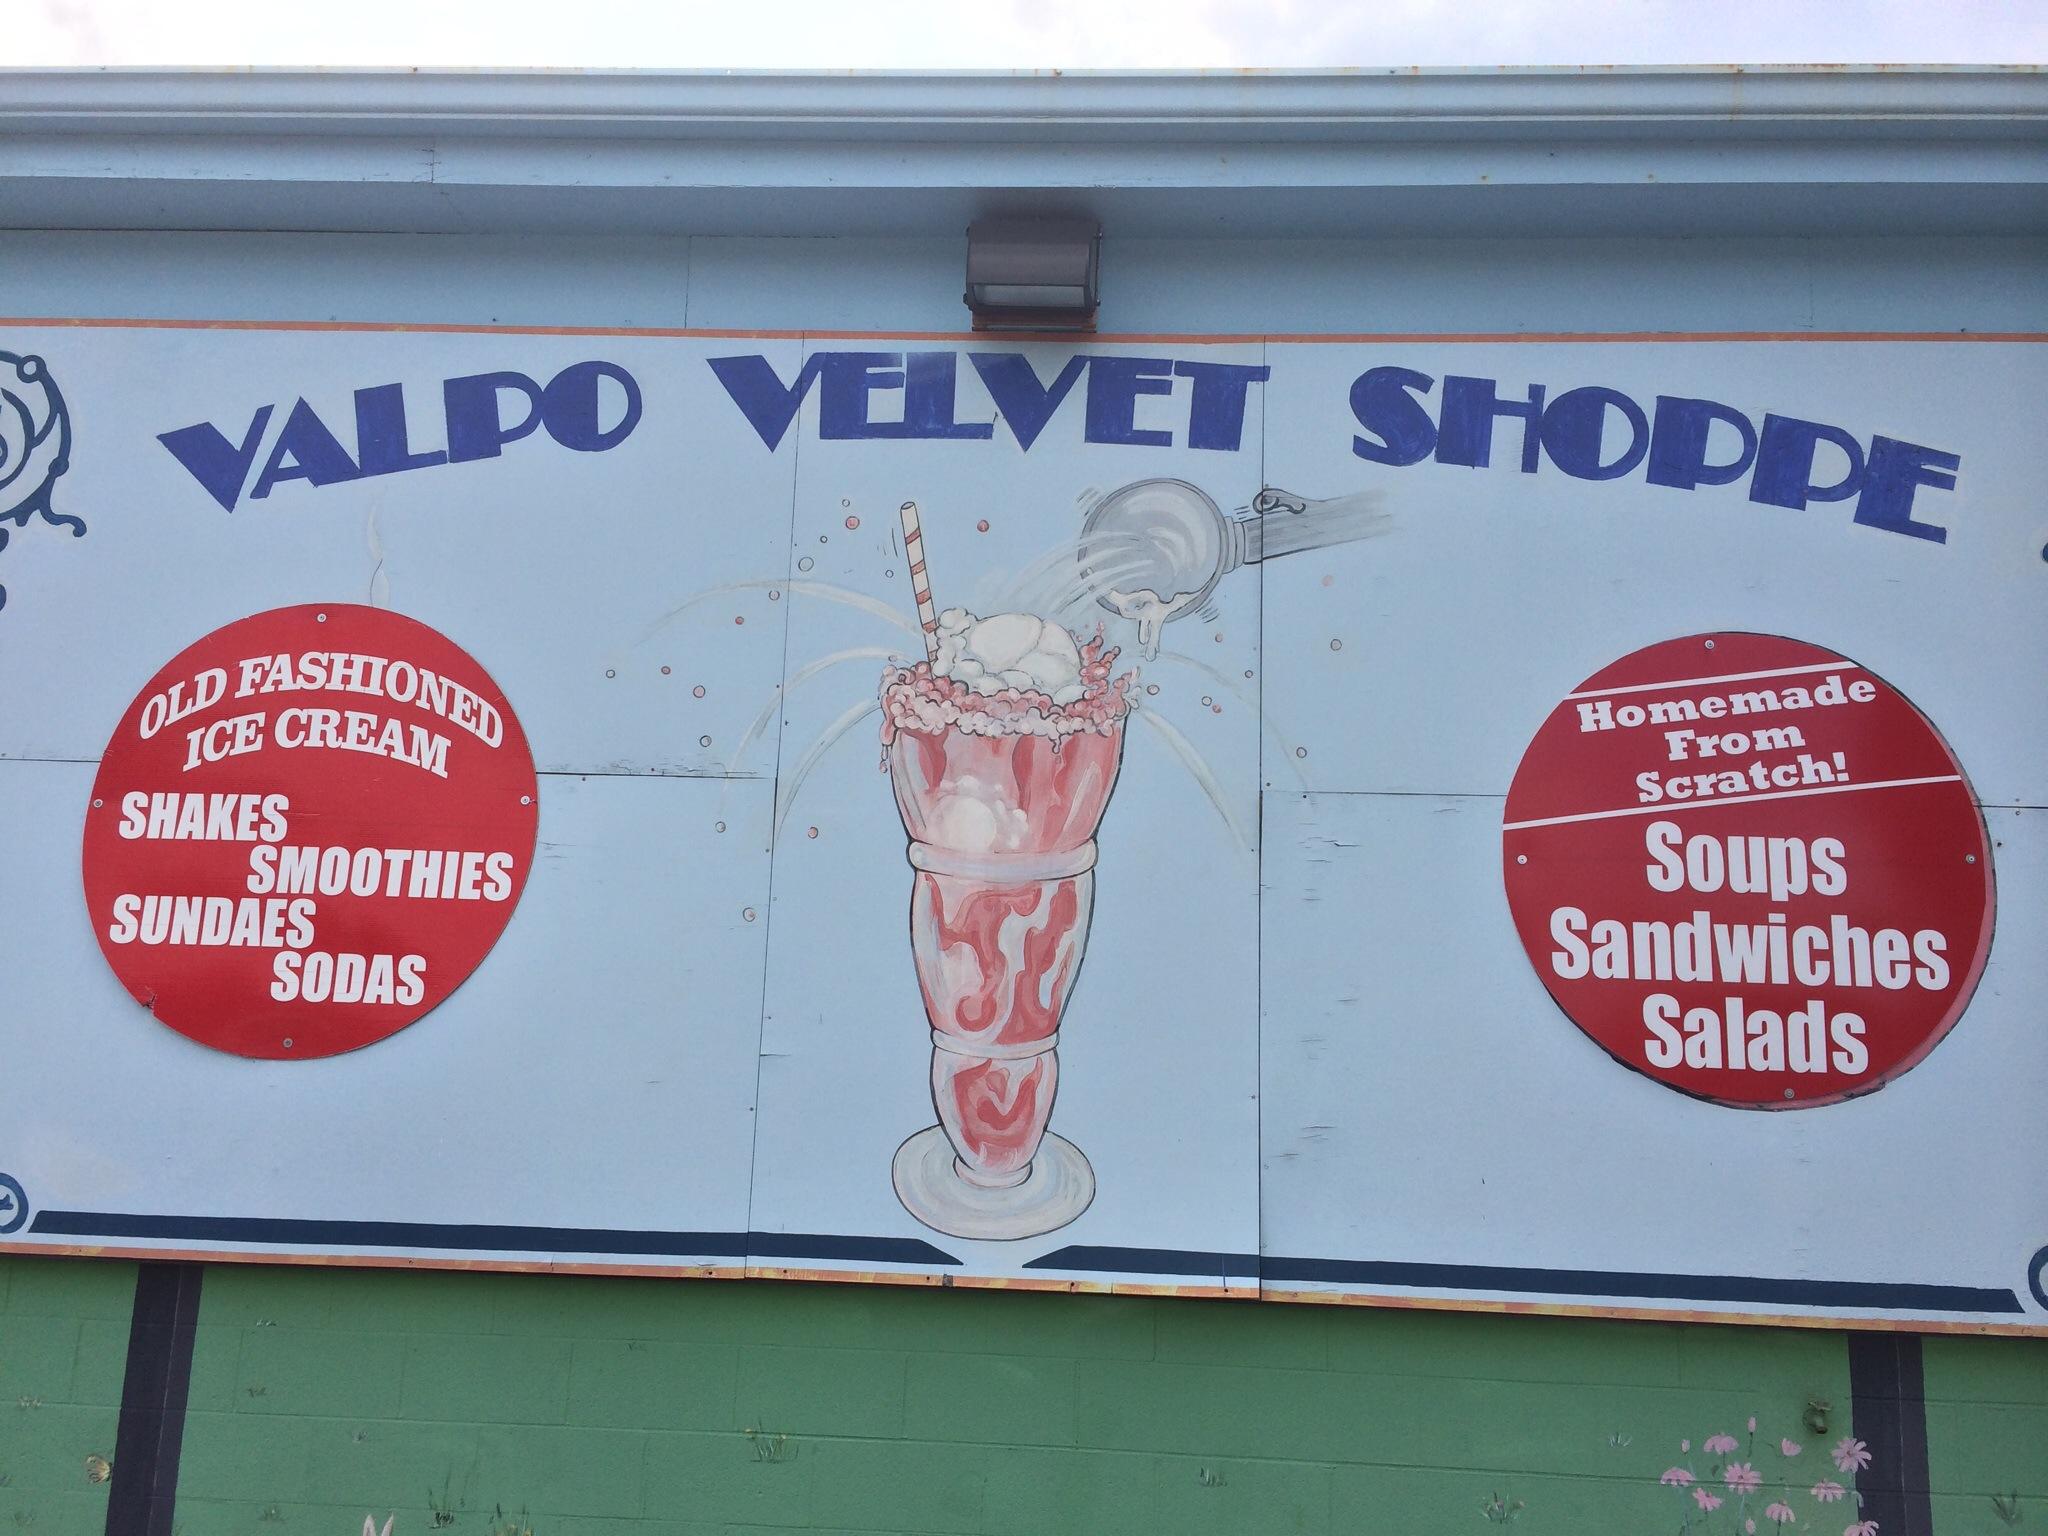 VALPO VELVET SHOPPE
OLD FASHIONED
ICE CREAM
SHAKES
SMOOTHIES
SUNDAES
SODAS
Homemade
From
Scratch!
Soups
Sandwiches
Salads